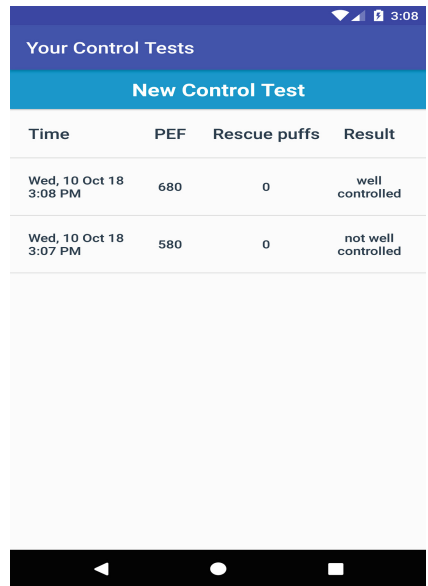 3:08
Your Control Tests
New Control Test
Time PEF Rescue puffs Result
Wed, 10 Oct 18 680 0 well
3:08 PM controlled
Wed, 10 Oct 18 580 0 not well
3:07 PM controlled